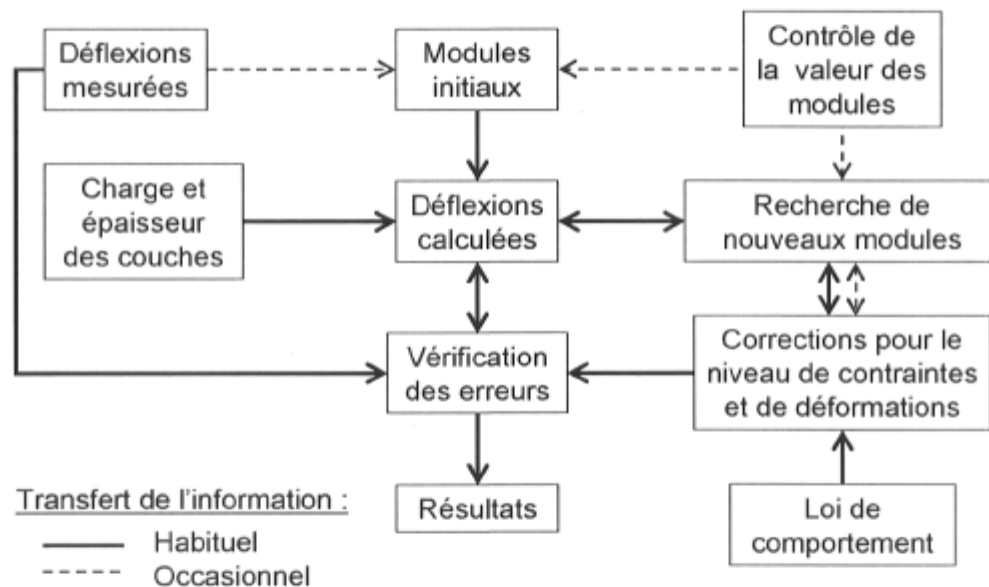 Déflexions
mesurées
Modules
initiaux
Contrôle de
la valeur des
modules
Charge et
épaisseur
des couches
Déflexions
calculées
Recherche de
nouveaux modules
Vérification
des erreurs
Corrections pour le
niveau de contraintes
et de déformations
Résultats
Loi de
comportement
Transfert de l'information :
Habituel
Occasionnel